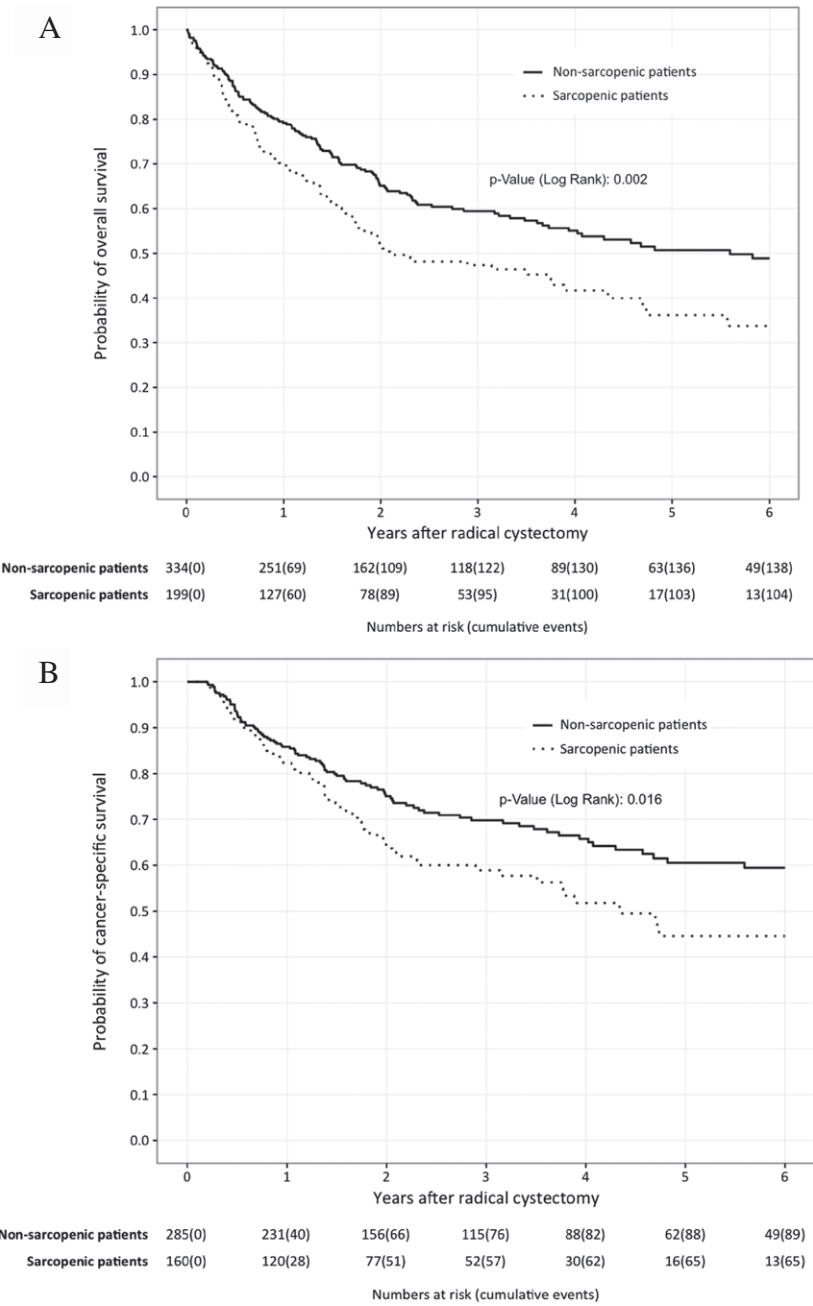 A
1.0
0.9
0.8
0.7
0.6
0.5
0.4
0.3
0.2
0.1
0.0
Probability of overall survival
Non-sarcopenic patients
Sarcopenic patients
p-Value (Log Rank): 0.002
0 1 2 3 4 5 6
Years after radical cystectomy
Non-sarcopenic patients 334(0) 251(69) 162(109) 118(122) 89(130) 63(136) 49(138)
Sarcopenic patients 199(0) 127(60) 78(89) 53(95) 31(100) 17(103) 13(104)
Numbers at risk (cumulative events)
B
1.0
0.9
0.8
0.7
0.6
0.5
0.4
0.3
0.2
0.1
0.0
Probability of cancer-specific survival
Non-sarcopenic patients
Sarcopenic patients
p-Value (Log Rank): 0.016
0 1 2 3 4 5 6
Years after radical cystectomy
Non-sarcopenic patients 285(0) 231(40) 156(66) 115(76) 88(82) 62(88) 49(89)
Sarcopenic patients 160(0) 120(28) 77(51) 52(57) 30(62) 16(65) 13(65)
Numbers at risk (cumulative events)